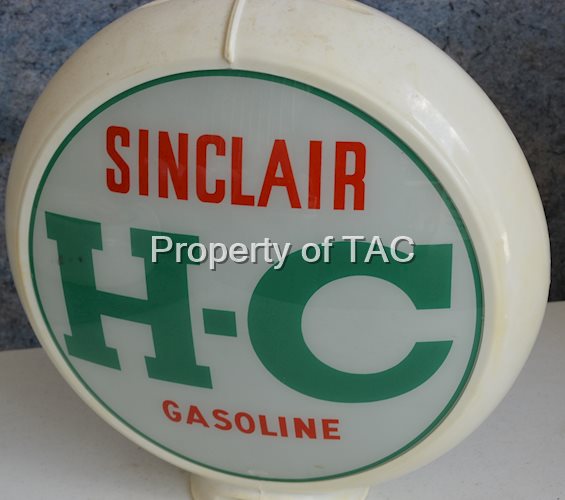 SINCLAIR
Property of TAC
H-C
GASOLINE